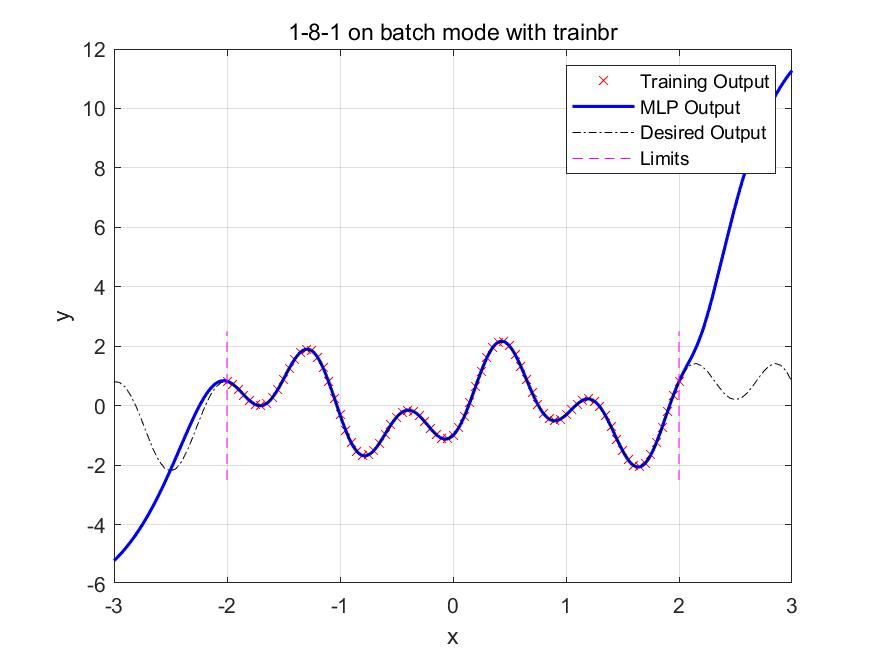 1-8-1 on batch mode with trainbr
12
10
8
6
4
2
0
-2
-4
-6
y
Training Output
MLP Output
Desired Output
Limits
-3 -2 -1 0 1 2 3
x